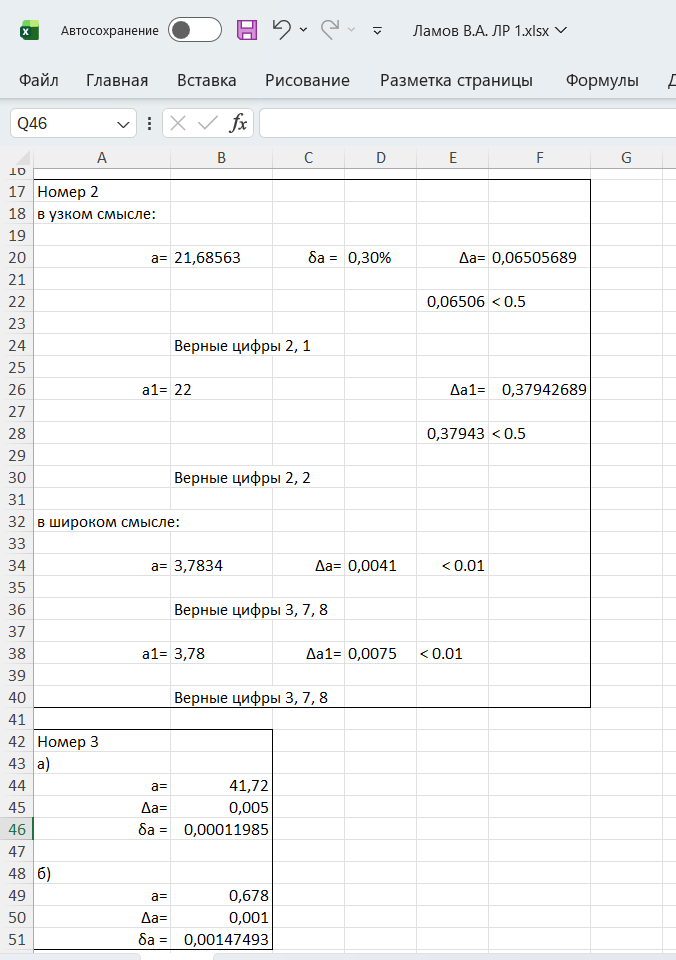 Автосохранение Ламов В.А. ЛР 1.xlsx
Файл Главная Вставка Рисование Разметка страницы Формулы
Q46 fx
A B C D E F G
16
17 Номер 2
18 в узком смысле:
19
20 a= 21,68563 δa = 0,30% Δa= 0,06505689
21
22 0,06506 < 0.5
23
24 Верные цифры 2, 1
25
26 a1= 22 Δa1= 0,37942689
27
28 0,37943 < 0.5
29
30 Верные цифры 2, 2
31
32 в широком смысле:
33
34 a= 3,7834 Δa= 0,0041 < 0.01
35
36 Верные цифры 3, 7, 8
37
38 a1= 3,78 Δa1= 0,0075 < 0.01
39
40 Верные цифры 3, 7, 8
41
42 Номер 3
43 а)
44 a= 41,72
45 Δa= 0,005
46 δa = 0,00011985
47
48 б)
49 a= 0,678
50 Δa= 0,001
51 δa = 0,00147493